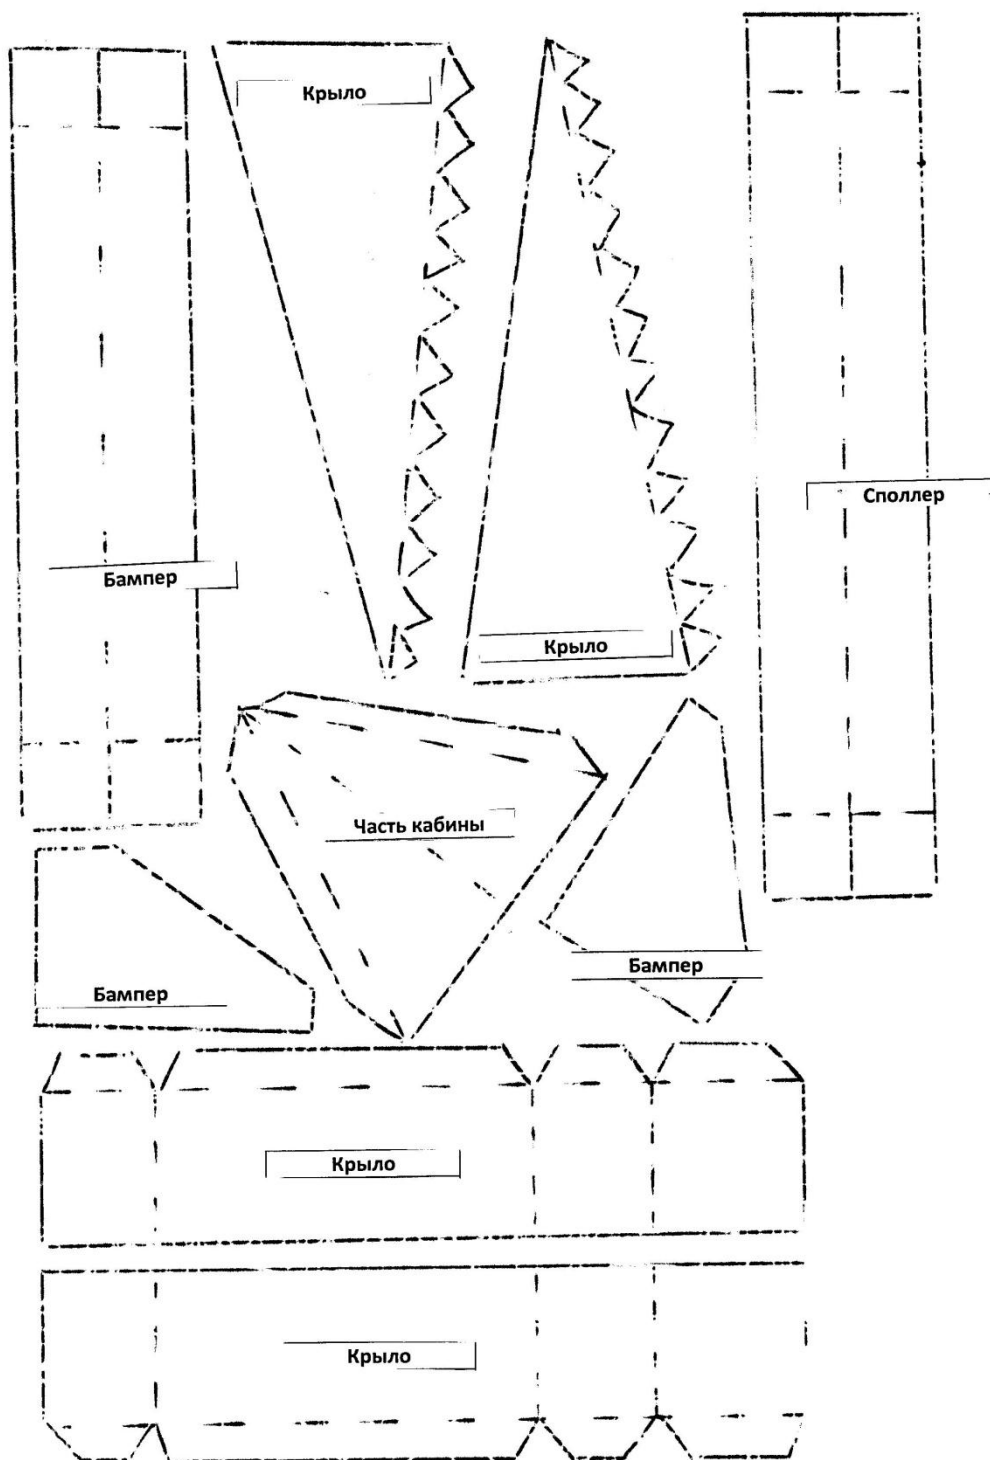 Крыло
Споллер
Бампер
Крыло
Часть кабины
Бампер
Бампер
Крыло
Крыло